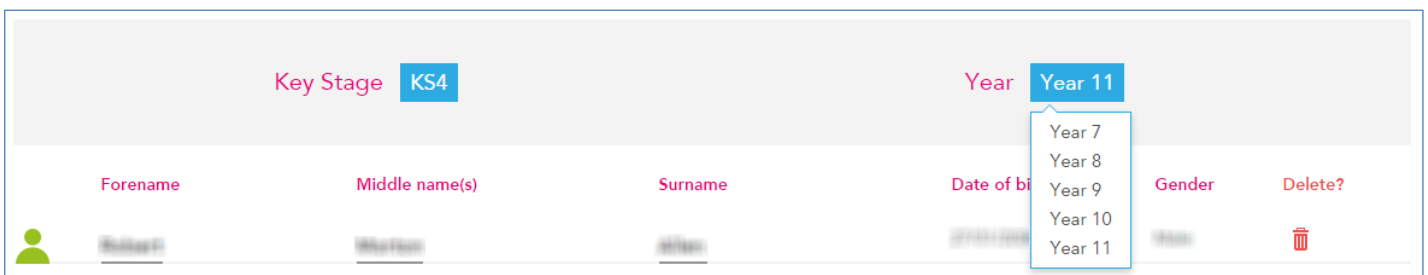 Key Stage KS4 Year Year 11
Year 7
Year 8
Year 9
Year 10
Year 11
Forename Middle name(s) Surname Date of bi Gender Delete?